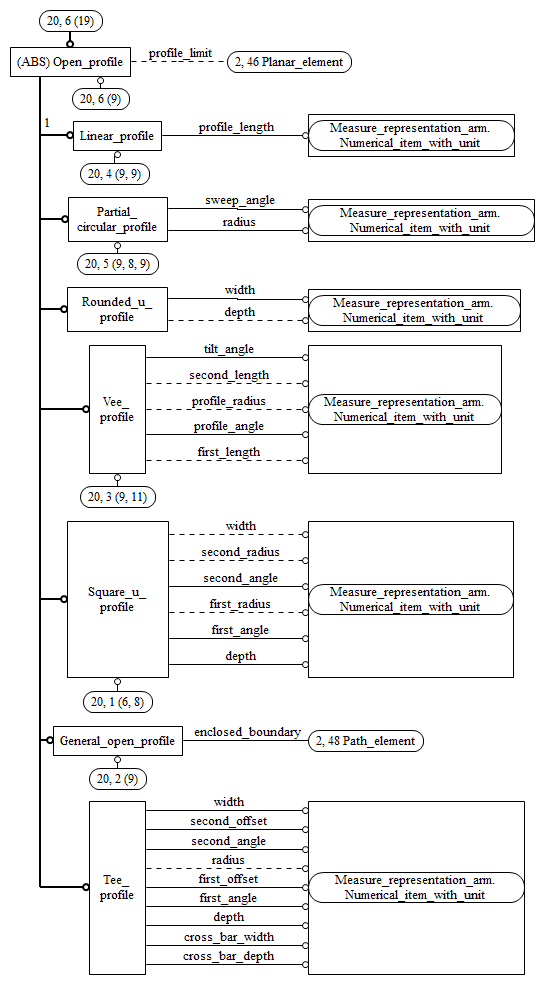 20, 6 (19)
(ABS) Open_profile
profile_limit
2, 46 Planar_element
20, 6 (9)
1
Linear_profile
profile_length
Measure_representation_arm.
Numerical_item_with_unit
20, 4 (9, 9)
Partial_
circular_profile
sweep_angle
radius
Measure_representation_arm.
Numerical_item_with_unit
20, 5 (9, 8, 9)
Rounded_u_
profile
width
depth
Measure_representation_arm.
Numerical_item_with_unit
Vee_
profile
tilt_angle
second_length
profile_radius
profile_angle
first_length
Measure_representation_arm.
Numerical_item_with_unit
20, 3 (9, 11)
Square_u_
profile
width
second_radius
second_angle
first_radius
first_angle
depth
Measure_representation_arm.
Numerical_item_with_unit
20, 1 (6, 8)
General_open_profile
enclosed_boundary
2, 48 Path_element
20, 2 (9)
Tee_
profile
width
second_offset
second_angle
radius
first_offset
first_angle
depth
cross_bar_width
cross_bar_depth
Measure_representation_arm.
Numerical_item_with_unit